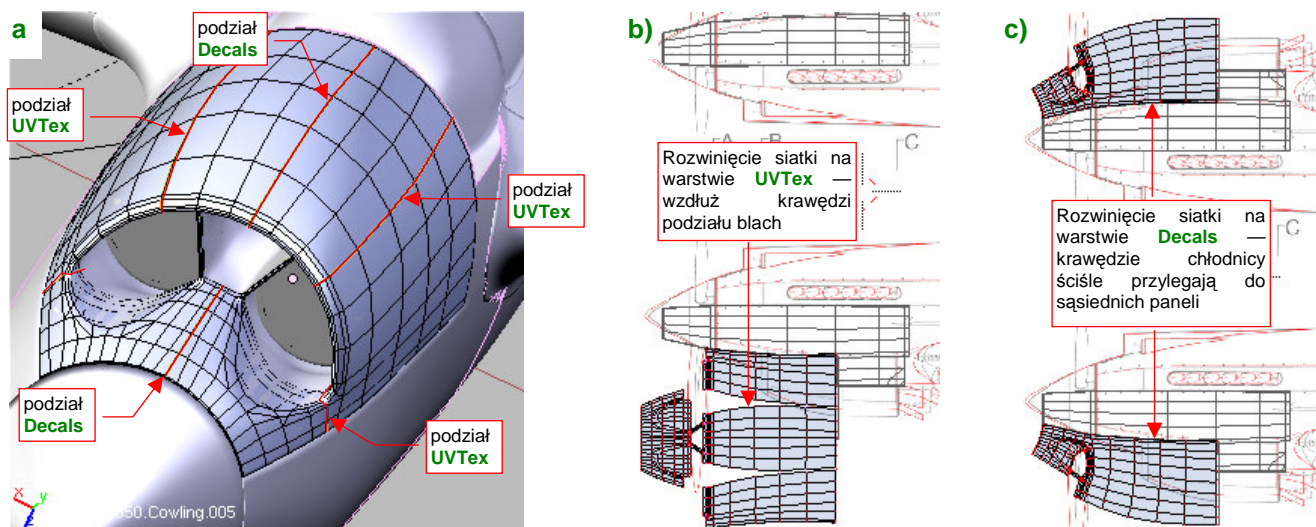 a
podział
Decals
podział
UVTex
podział
UVTex
podział
Decals
podział
UVTex
x
y
50.Cowling.005
b)
A
B
C
Rozwinięcie siatki na
warstwie UVTex —
wzdłuż krawędzi
podziału blach
c)
Rozwinięcie siatki na
warstwie Decals —
krawędzie chłodnicy
ściśle przylegają do
sąsiednich paneli
C